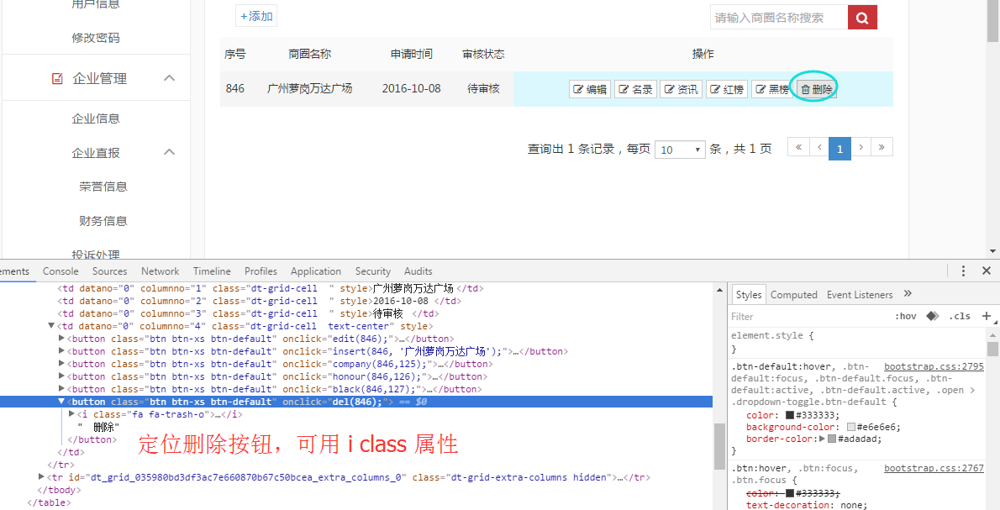 用户信息
修改密码
企业管理
企业信息
企业直报
荣誉信息
财务信息
投诉处理
+添加
请输入商圈名称搜索
序号 商圈名称 申请时间 审核状态 操作
846 广州萝岗万达广场 2016-10-08 待审核 编辑 名录 资讯 红榜 黑榜 删除
查询出 1 条记录，每页 10 条，共 1 页 « ‹ 1 › »
ements Console Sources Network Timeline Profiles Application Security Audits
<td datano="0" columnno="1" class="dt-grid-cell  " style>广州萝岗万达广场</td>
<td datano="0" columnno="2" class="dt-grid-cell  " style>2016-10-08 </td>
<td datano="0" columnno="3" class="dt-grid-cell  " style>待审核 </td>
▼<td datano="0" columnno="4" class="dt-grid-cell  text-center" style>
▶<button class="btn btn-xs btn-default" onclick="edit(846);">…</button>
▶<button class="btn btn-xs btn-default" onclick="insert(846, '广州萝岗万达广场');">…</button>
▶<button class="btn btn-xs btn-default" onclick="company(846,125);">…</button>
▶<button class="btn btn-xs btn-default" onclick="honour(846,126);">…</button>
▶<button class="btn btn-xs btn-default" onclick="black(846,127);">…</button>
▼<button class="btn btn-xs btn-default" onclick="del(846);"> == $0
▶<i class="fa fa-trash-o">…</i>
"  删除"
</button>
定位删除按钮，可用 i class 属性
</td>
</tr>
▶<tr id="dt_grid_035980bd3df3ac7e660870b67c50bcea_extra_columns_0" class="dt-grid-extra-columns hidden">…</tr>
</tbody>
</table>
Styles Computed Event Listeners »
Filter :hov .cls +
element.style {
}
.btn-default:hover, .btn- bootstrap.css:2795
default:focus, .btn-default.focus, .btn-
default:active, .btn-default.active, .open >
.dropdown-toggle.btn-default {
color: #333333;
background-color: #e6e6e6;
border-color:▶#adadad;
}
.btn:hover, .btn:focus, bootstrap.css:2767
.btn.focus {
color: #333333;
text-decoration: none;